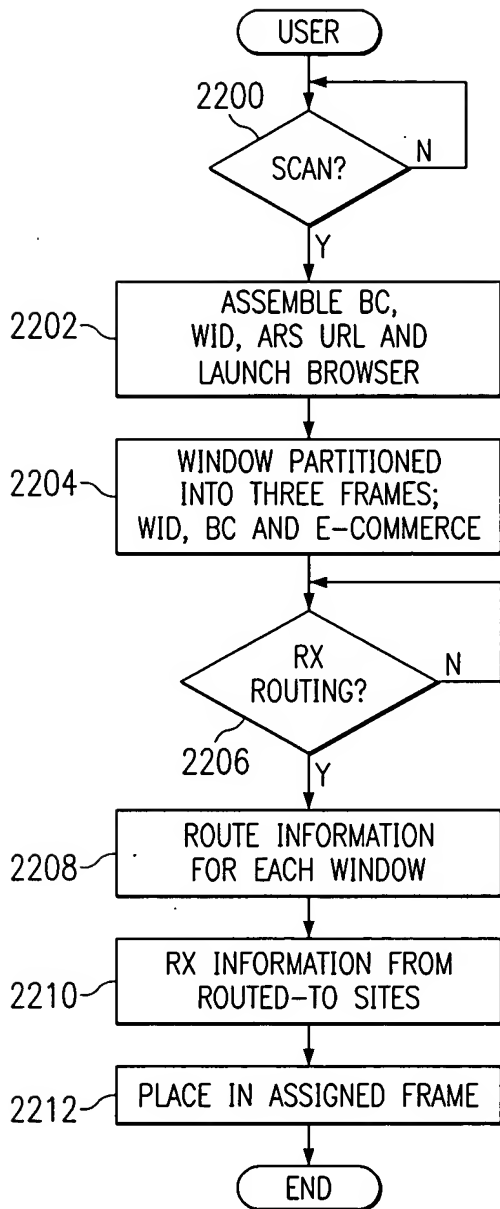 USER
2200
SCAN?
N
Y
2202
ASSEMBLE BC,
WID, ARS URL AND
LAUNCH BROWSER
2204
WINDOW PARTITIONED
INTO THREE FRAMES;
WID, BC AND E-COMMERCE
RX
ROUTING?
N
2206
Y
2208
ROUTE INFORMATION
FOR EACH WINDOW
2210
RX INFORMATION FROM
ROUTED-TO SITES
2212
PLACE IN ASSIGNED FRAME
END